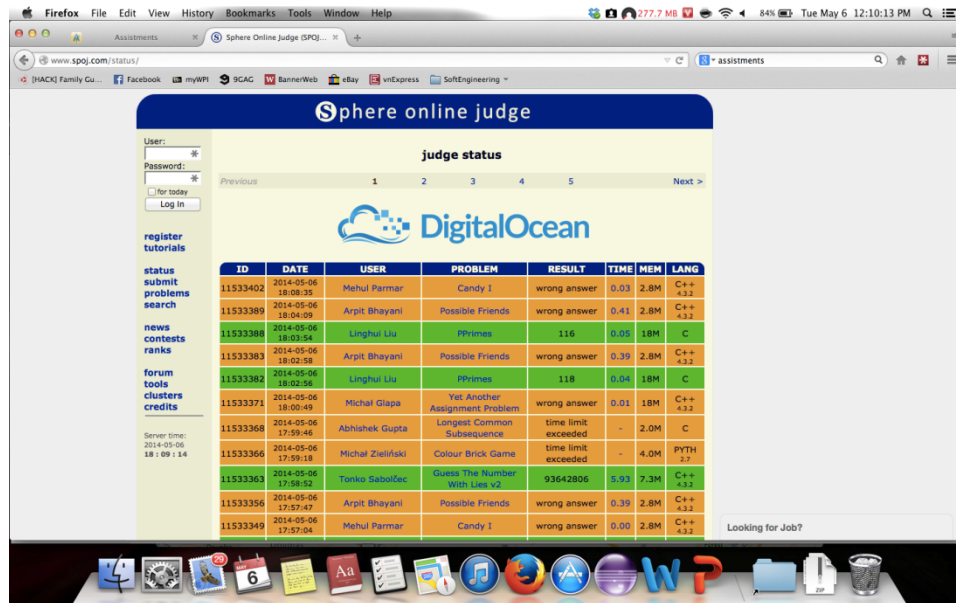 Firefox File Edit View History Bookmarks Tools Window Help 277.7 MB 84% Tue May 6 12:10:13 PM
Assistments Sphere Online Judge (SPOJ...
www.spoj.com/status/ assistments
[HACK] Family Gu... Facebook myWPI 9GAG BannerWeb eBay vnExpress SoftEngineering
Sphere online judge
User:
Password:
for today
Log In
register
tutorials
status
submit
problems
search
news
contests
ranks
forum
tools
clusters
credits
Server time:
2014-05-06
18:09:14
judge status
Previous 1 2 3 4 5 Next >
DigitalOcean
ID DATE USER PROBLEM RESULT TIME MEM LANG
11533402 2014-05-06 18:08:35 Mehul Parmar Candy I wrong answer 0.03 2.8M C++ 4.3.2
11533389 2014-05-06 18:04:09 Arpit Bhayani Possible Friends wrong answer 0.41 2.8M C++ 4.3.2
11533388 2014-05-06 18:03:54 Linghui Liu PPrimes 116 0.05 18M C
11533383 2014-05-06 18:02:58 Arpit Bhayani Possible Friends wrong answer 0.39 2.8M C++ 4.3.2
11533382 2014-05-06 18:02:56 Linghui Liu PPrimes 118 0.04 18M C
11533371 2014-05-06 18:00:49 Michał Glapa Yet Another Assignment Problem wrong answer 0.01 18M C++ 4.3.2
11533368 2014-05-06 17:59:46 Abhishek Gupta Longest Common Subsequence time limit exceeded - 2.0M C
11533366 2014-05-06 17:59:18 Michał Zieliński Colour Brick Game time limit exceeded - 4.0M PYTH 2.7
11533363 2014-05-06 17:58:52 Tonko Sabolčec Guess The Number With Lies v2 93642806 5.93 7.3M C++ 4.3.2
11533356 2014-05-06 17:57:47 Arpit Bhayani Possible Friends wrong answer 0.39 2.8M C++ 4.3.2
11533349 2014-05-06 17:57:04 Mehul Parmar Candy I wrong answer 0.00 2.8M C++ 4.3.2
Looking for Job?
29
MAY
6
Aa
ZIP